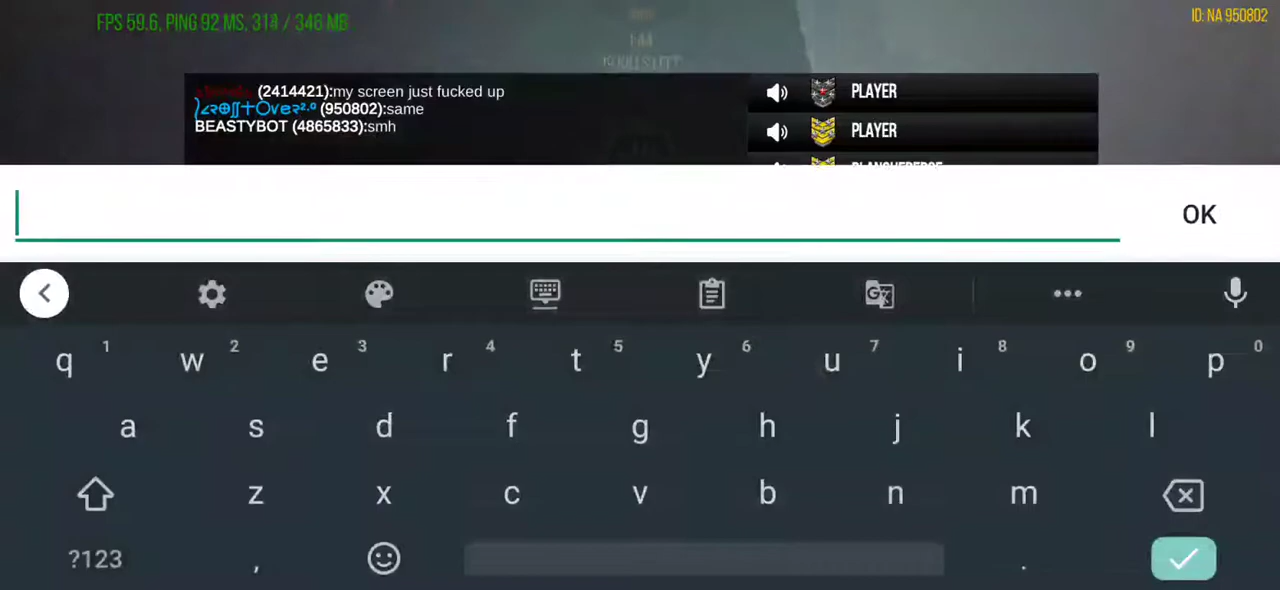 FPS 59.6, PING 92 MS, 314 / 346 MB
ID: NA 950802
(2414421):my screen just fucked up
(950802):same
BEASTYBOT (4865833):smh
PLAYER
PLAYER
OK
q 1 w 2 e 3 r 4 t 5 y 6 u 7 i 8 o 9 p 0
a s d f g h j k l
z x c v b n m
?123 , .